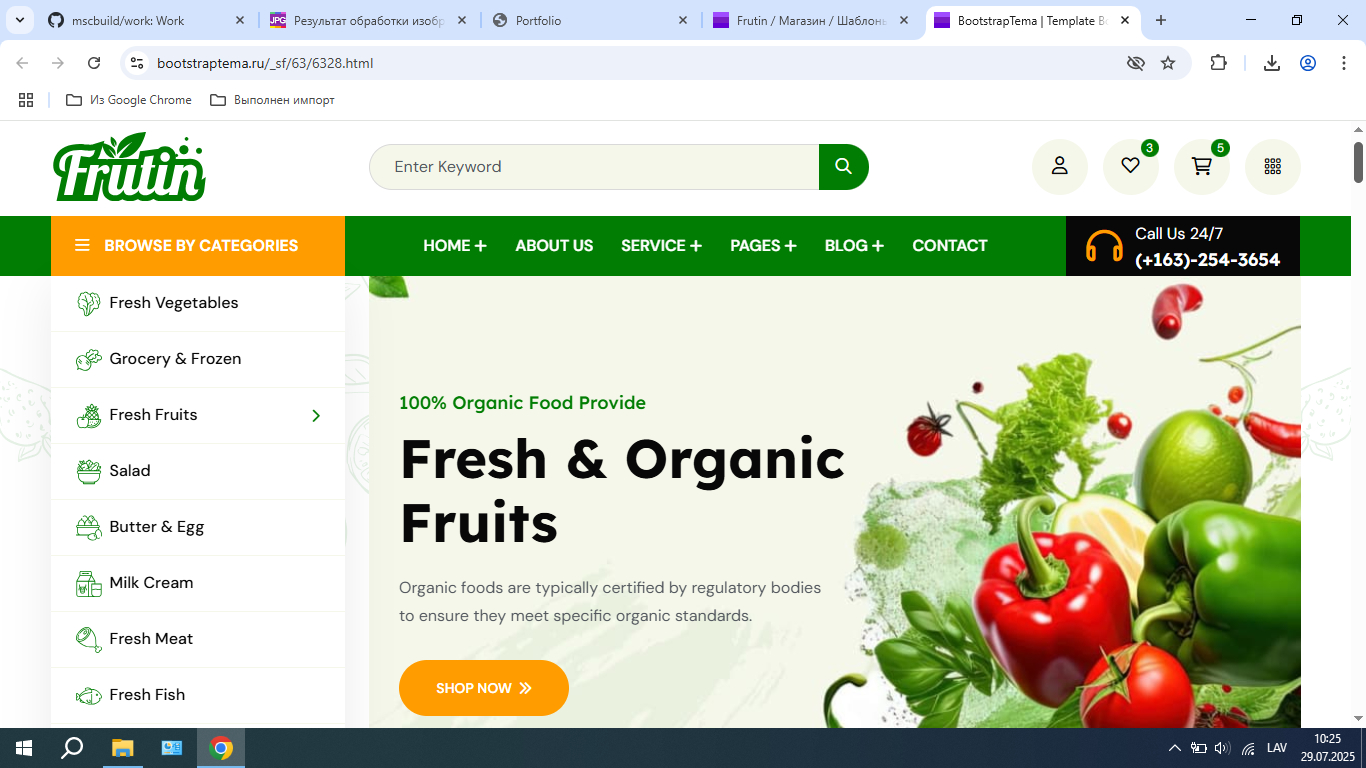 mscbuild/work: Work
Результат обработки изобр
Portfolio
Frutin / Магазин / Шаблоны
BootstrapTema | Template Bo
bootstraptema.ru/_sf/63/6328.html
Из Google Chrome
Выполнен импорт
Frutin
Enter Keyword
3
5
BROWSE BY CATEGORIES
HOME + ABOUT US SERVICE + PAGES + BLOG + CONTACT
Call Us 24/7
(+163)-254-3654
Fresh Vegetables
Grocery & Frozen
Fresh Fruits
Salad
Butter & Egg
Milk Cream
Fresh Meat
Fresh Fish
100% Organic Food Provide
Fresh & Organic
Fruits
Organic foods are typically certified by regulatory bodies
to ensure they meet specific organic standards.
SHOP NOW
LAV
10:25
29.07.2025